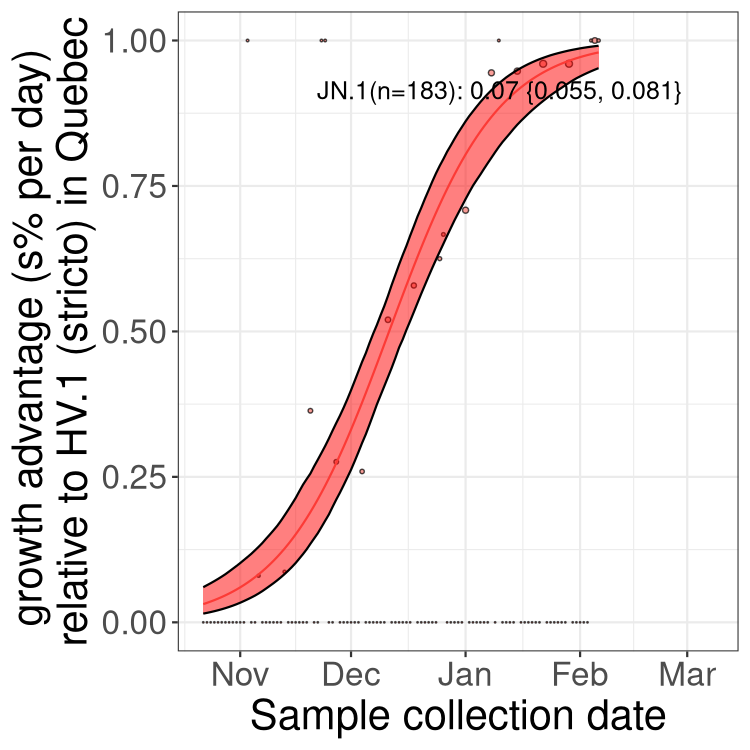 growth advantage (s% per day)
relative to HV.1 (stricto) in Quebec
1.00
0.75
0.50
0.25
0.00
JN.1(n=183): 0.07 {0.055, 0.081}
Nov Dec Jan Feb Mar
Sample collection date